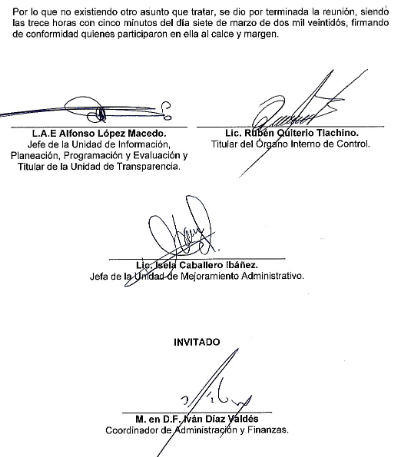 Por lo que no existiendo otro asunto que tratar, se dio por terminada la reunión, siendo
las trece horas con cinco minutos del día siete de marzo de dos mil veintidós, firmando
de conformidad quienes participaron en ella al calce y margen.
L.A.E Alfonso López Macedo.
Jefe de la Unidad de Información,
Planeación, Programación y Evaluación y
Titular de la Unidad de Transparencia.
Lic. Rubén Quiterio Tlachino.
Titular del Órgano Interno de Control.
Lic. Isela Caballero Ibáñez.
Jefa de la Unidad de Mejoramiento Administrativo.
INVITADO
M. en D.F. Iván Díaz Valdés
Coordinador de Administración y Finanzas.